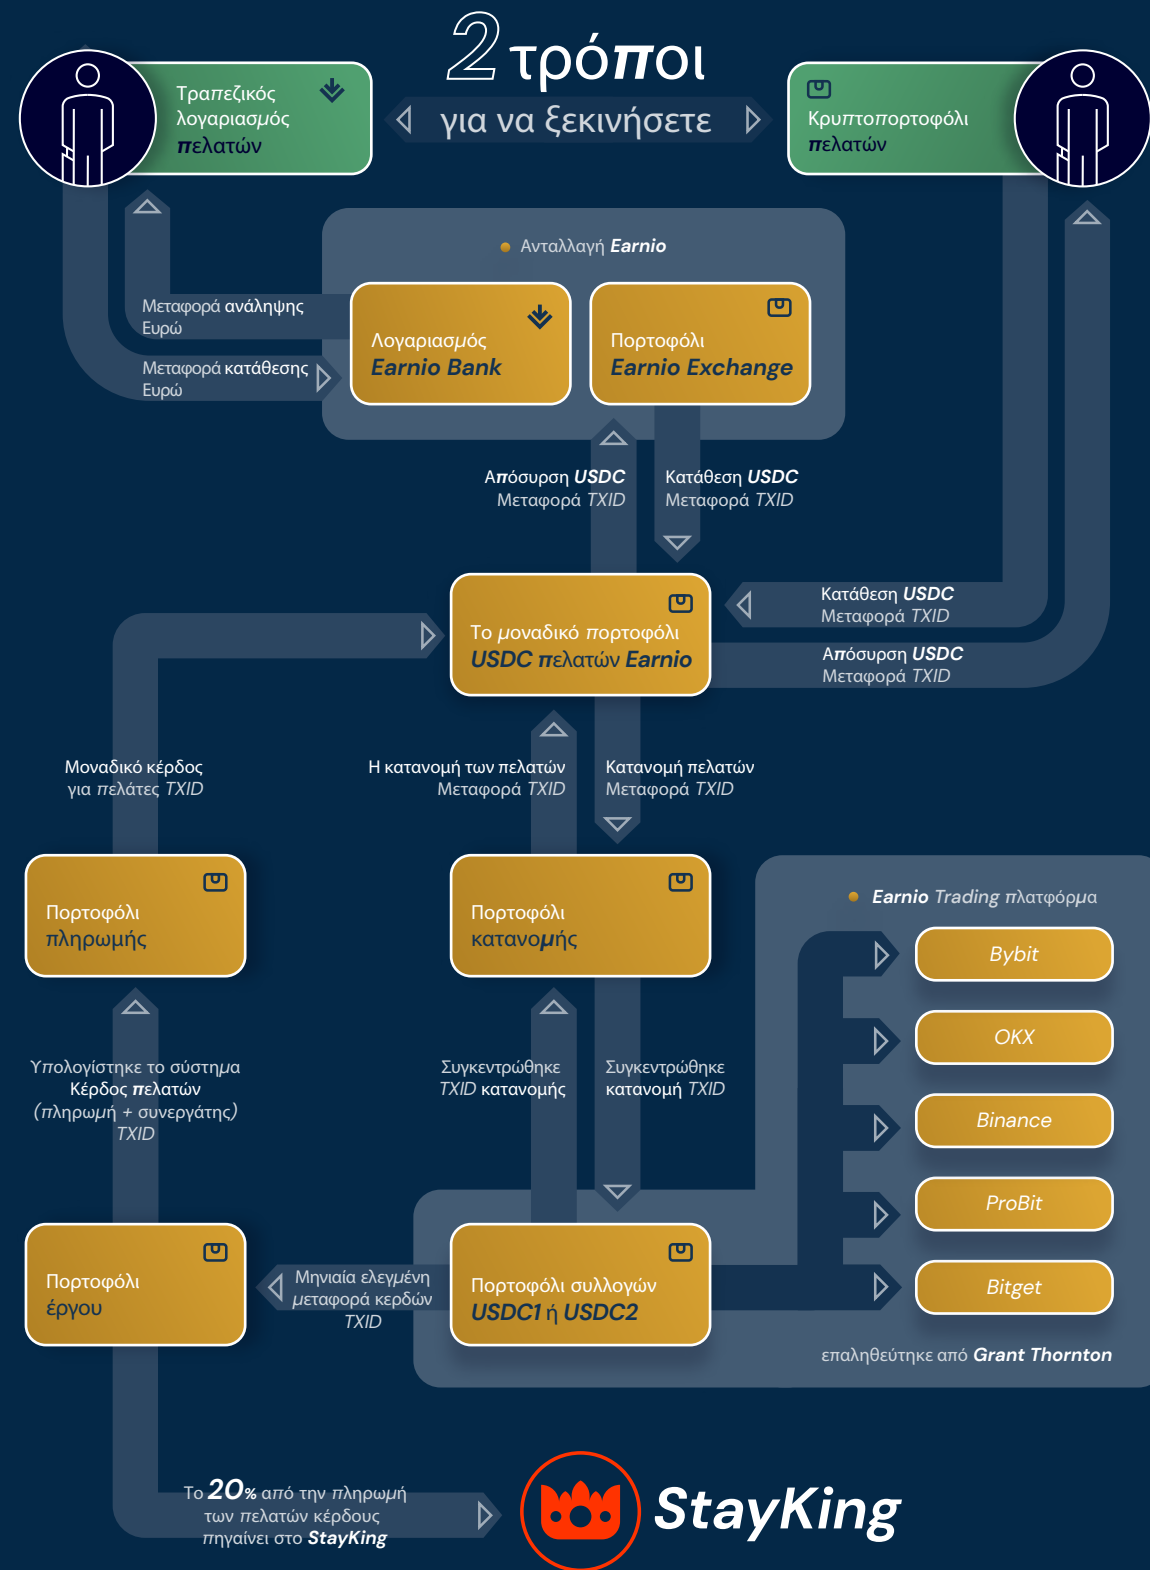 2 τρόποι
για να ξεκινήσετε
Τραπεζικός
λογαριασμός
πελατών
Κρυπτοπορτοφόλι
πελατών
Ανταλλαγή Earnio
Μεταφορά ανάληψης
Ευρώ
Μεταφορά κατάθεσης
Ευρώ
Λογαριασμός
Earnio Bank
Πορτοφόλι
Earnio Exchange
Απόσυρση USDC
Μεταφορά TXID
Κατάθεση USDC
Μεταφορά TXID
Κατάθεση USDC
Μεταφορά TXID
Απόσυρση USDC
Μεταφορά TXID
Το μοναδικό πορτοφόλι
USDC πελατών Earnio
Μοναδικό κέρδος
για πελάτες TXID
Η κατανομή των πελατών
Μεταφορά TXID
Κατανομή πελατών
Μεταφορά TXID
Πορτοφόλι
πληρωμής
Πορτοφόλι
κατανομής
Earnio Trading πλατφόρμα
Bybit
OKX
Binance
ProBit
Bitget
επαληθεύτηκε από Grant Thornton
Υπολογίστηκε το σύστημα
Κέρδος πελατών
(πληρωμή + συνεργάτης)
TXID
Συγκεντρώθηκε
TXID κατανομής
Συγκεντρώθηκε
κατανομή TXID
Πορτοφόλι
έργου
Μηνιαία ελεγμένη
μεταφορά κερδών
TXID
Πορτοφόλι συλλογών
USDC1 ή USDC2
Το 20% από την πληρωμή
των πελατών κέρδους
πηγαίνει στο StayKing
StayKing